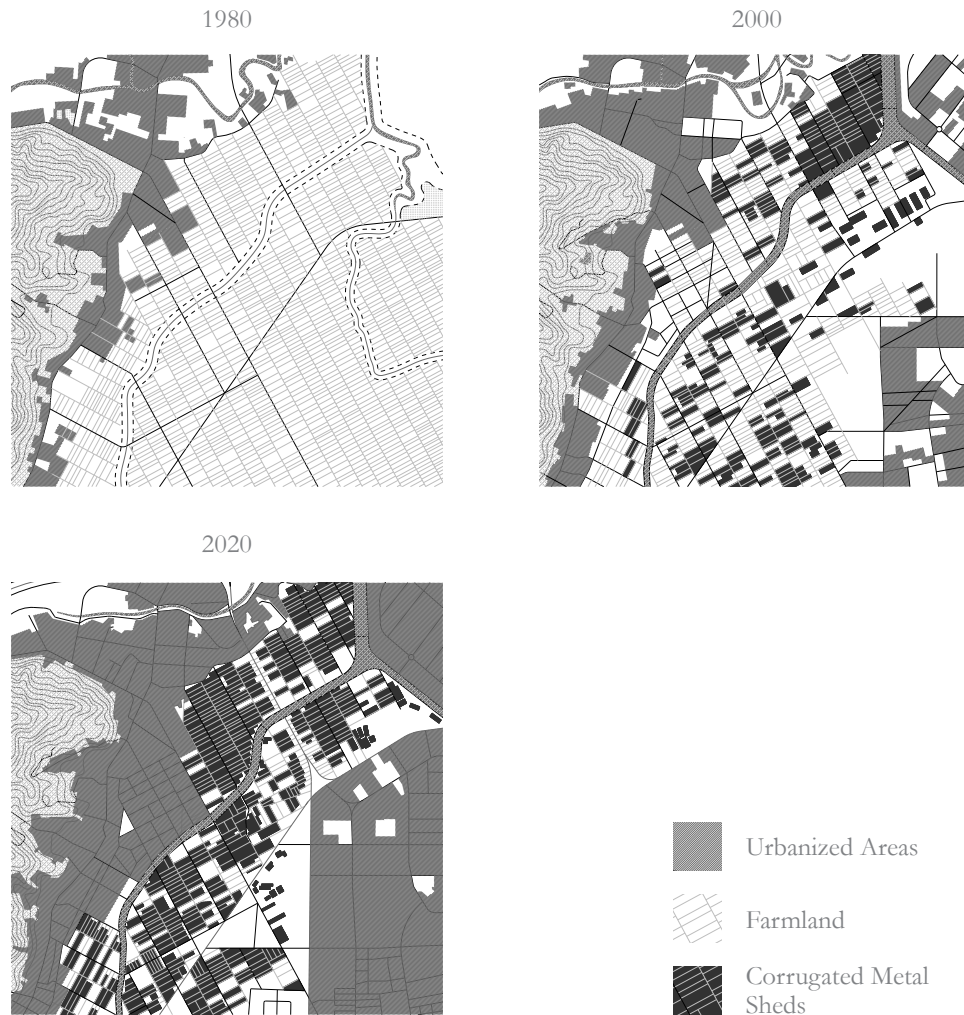 1980
2000
2020
Urbanized Areas
Farmland
Corrugated Metal
Sheds